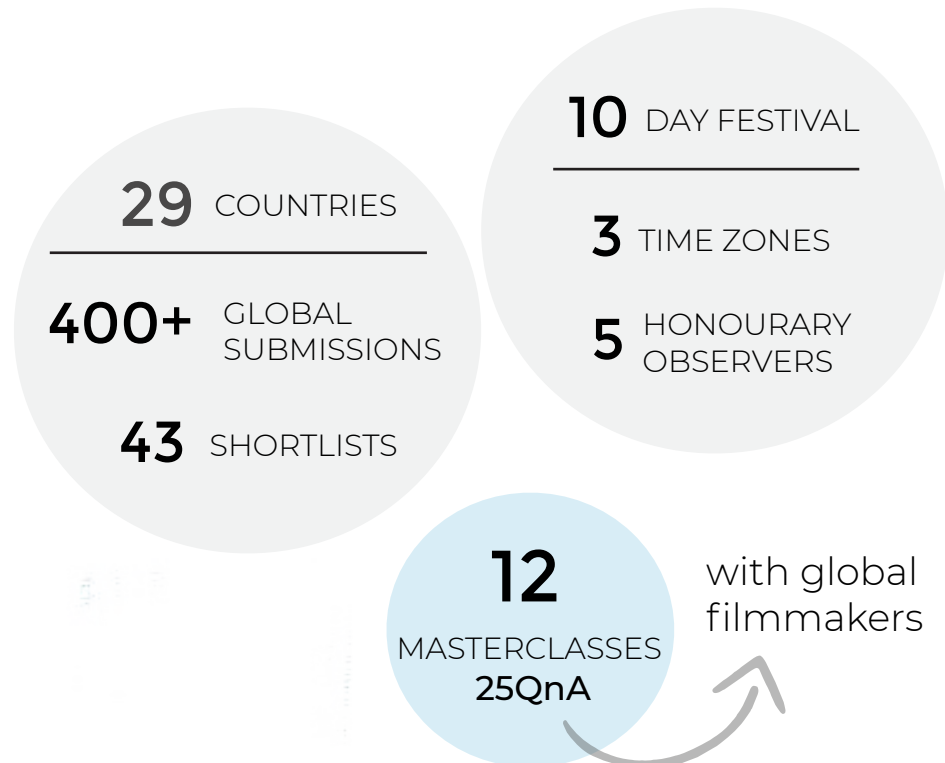 29 COUNTRIES
400+ GLOBAL
SUBMISSIONS
43 SHORTLISTS
10 DAY FESTIVAL
3 TIME ZONES
5 HONOURARY
OBSERVERS
12
MASTERCLASSES
25QnA
with global
filmmakers